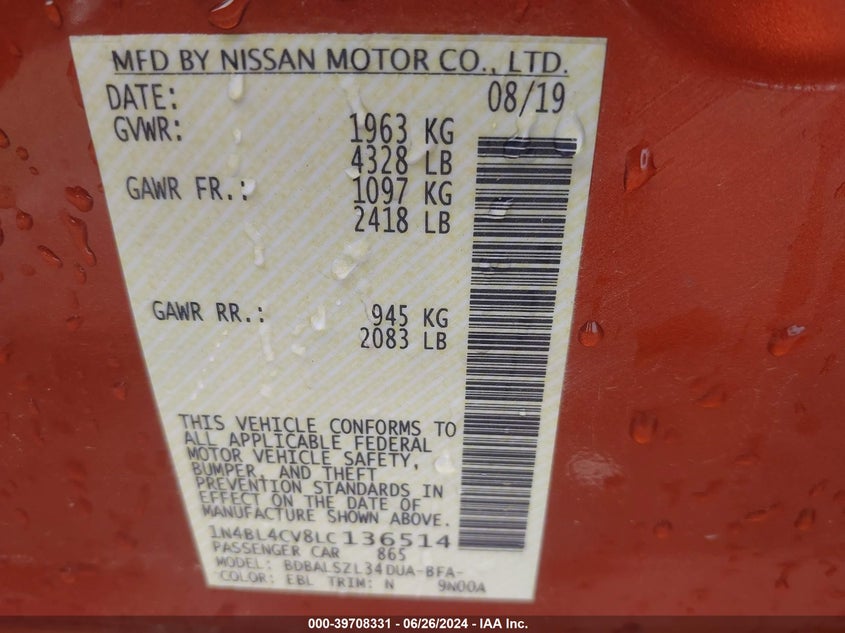 MFD BY NISSAN MOTOR CO., LTD.
DATE: 08/19
GVWR: 1963 KG
4328 LB
GAWR FR.: 1097 KG
2418 LB
GAWR RR.: 945 KG
2083 LB
THIS VEHICLE CONFORMS TO
ALL APPLICABLE FEDERAL
MOTOR VEHICLE SAFETY,
BUMPER, AND THEFT
PREVENTION STANDARDS IN
EFFECT ON THE DATE OF
MANUFACTURE SHOWN ABOVE.
1N4BL4CV8LC 136514
PASSENGER CAR 865
MODEL: BDBALSZL34DUA-BFA-
COLOR: EBL TRIM: N 9N00A
000-39708331 - 06/26/2024 - IAA Inc.